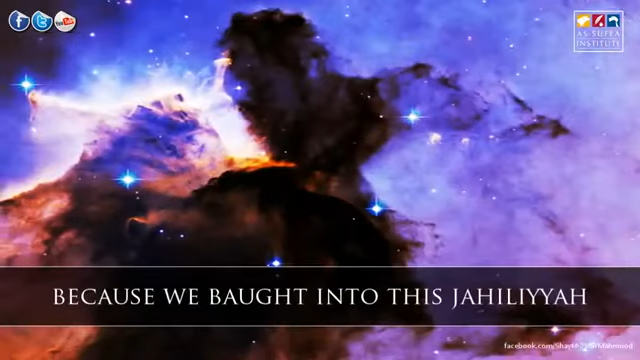 AS-SUFFA
INSTITUTE
BECAUSE WE BAUGHT INTO THIS JAHILIYYAH